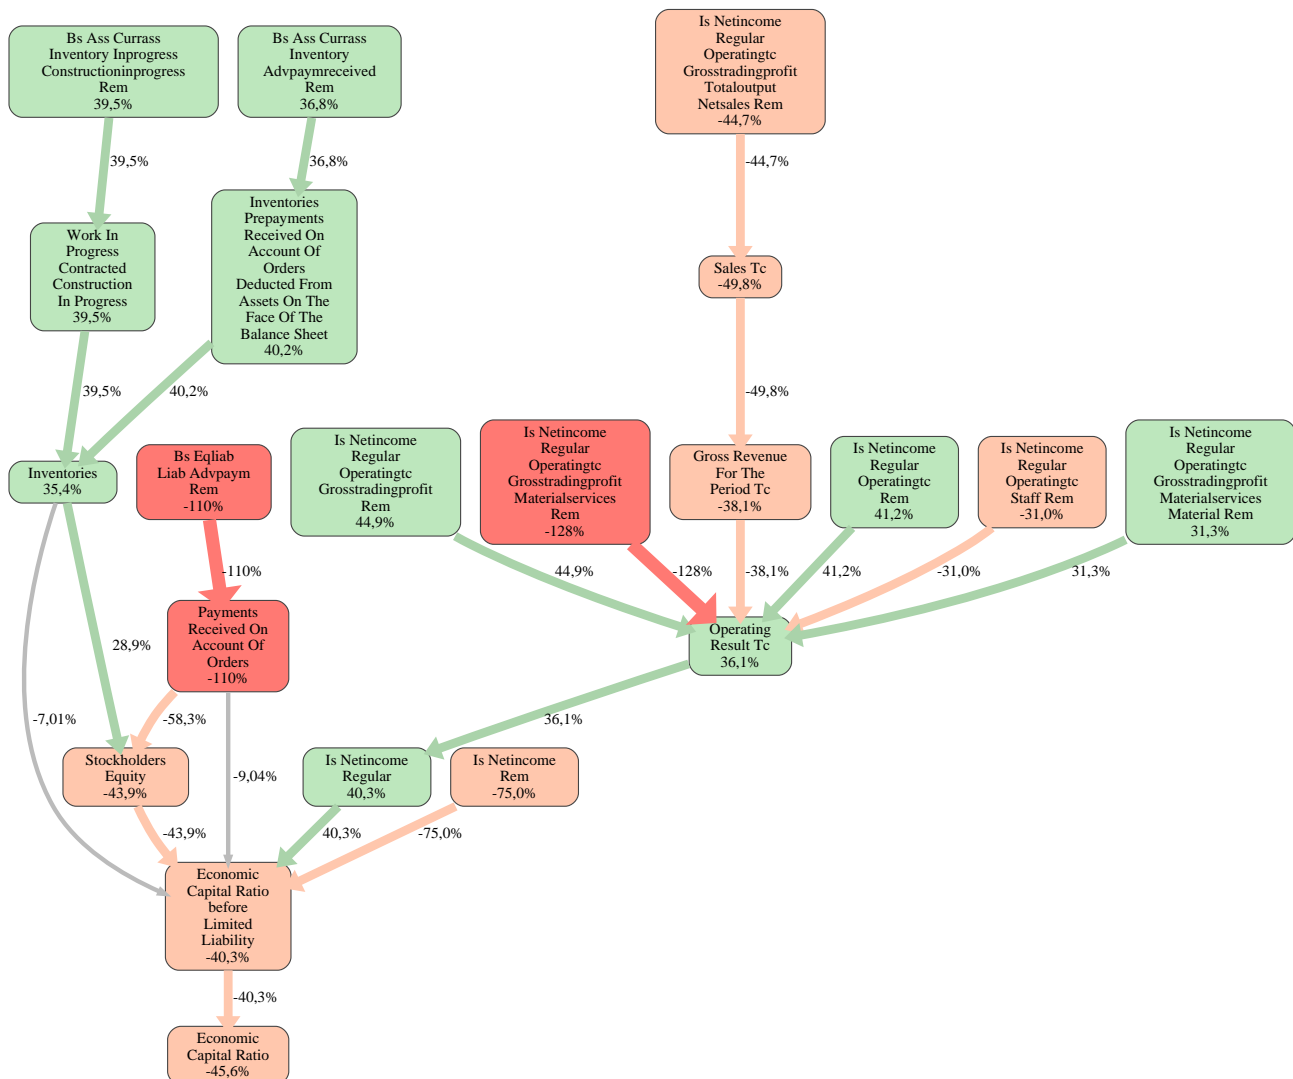 Bs Ass Currass
Inventory Inprogress
Constructioninprogress
Rem
39,5%
Bs Ass Currass
Inventory
Advpaymreceived
Rem
36,8%
Is Netincome
Regular
Operatingtc
Grosstradingprofit
Totaloutput
Netsales Rem
-44,7%
39,5%
36,8%
-44,7%
Work In
Progress
Contracted
Construction
In Progress
39,5%
Inventories
Prepayments
Received On
Account Of
Orders
Deducted From
Assets On The
Face Of The
Balance Sheet
40,2%
Sales Tc
-49,8%
39,5%
40,2%
-49,8%
Inventories
35,4%
Bs Eqliab
Liab Advpaym
Rem
-110%
Is Netincome
Regular
Operatingtc
Grosstradingprofit
Rem
44,9%
Is Netincome
Regular
Operatingtc
Grosstradingprofit
Materialservices
Rem
-128%
Gross Revenue
For The
Period Tc
-38,1%
Is Netincome
Regular
Operatingtc
Rem
41,2%
Is Netincome
Regular
Operatingtc
Staff Rem
-31,0%
Is Netincome
Regular
Operatingtc
Grosstradingprofit
Materialservices
Material Rem
31,3%
-110%
44,9%
-128%
-38,1%
41,2%
-31,0%
31,3%
Payments
Received On
Account Of
Orders
-110%
Operating
Result Tc
36,1%
28,9%
-7,01%
-58,3%
-9,04%
36,1%
Stockholders
Equity
-43,9%
Is Netincome
Regular
40,3%
Is Netincome
Rem
-75,0%
-43,9%
40,3%
-75,0%
Economic
Capital Ratio
before
Limited
Liability
-40,3%
-40,3%
Economic
Capital Ratio
-45,6%